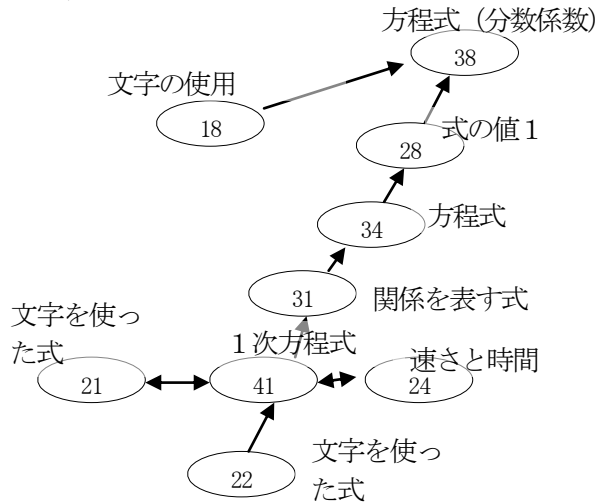 方程式（分数係数）
38
文字の使用
18
式の値１
28
方程式
34
関係を表す式
31
文字を使っ
た式
21
１次方程式
41
速さと時間
24
文字を使っ
た式
22